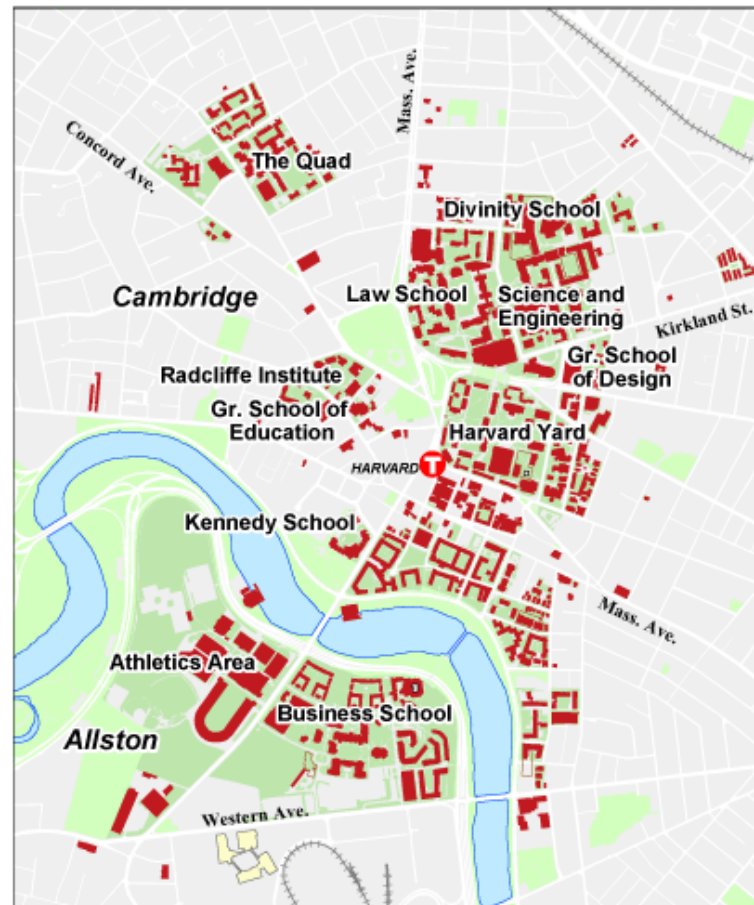 Mass. Ave.
Concord Ave.
The Quad
Divinity School
Cambridge
Law School
Science and
Engineering
Kirkland St.
Gr. School
of Design
Radcliffe Institute
Gr. School of
Education
Harvard Yard
HARVARD
T
Kennedy School
Mass. Ave.
Athletics Area
Business School
Allston
Western Ave.